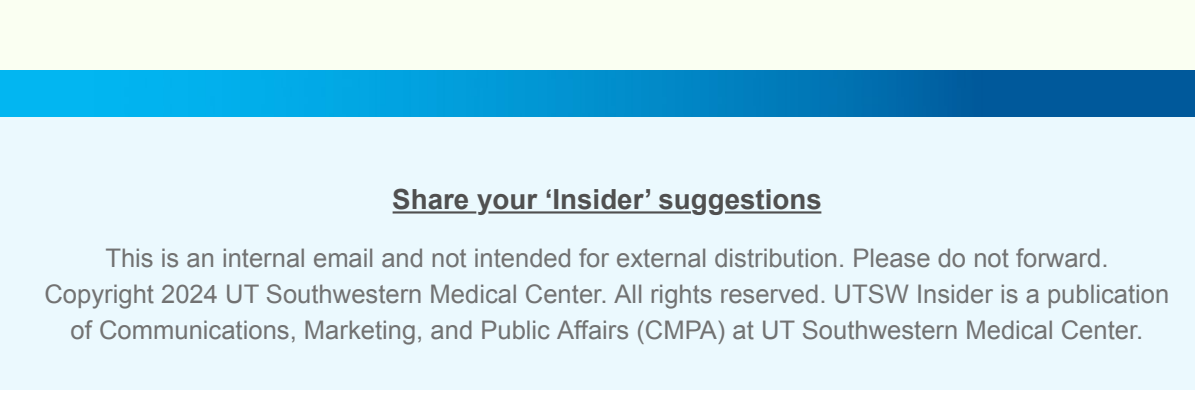 Share your ‘Insider’ suggestions
This is an internal email and not intended for external distribution. Please do not forward.
Copyright 2024 UT Southwestern Medical Center. All rights reserved. UTSW Insider is a publication
of Communications, Marketing, and Public Affairs (CMPA) at UT Southwestern Medical Center.